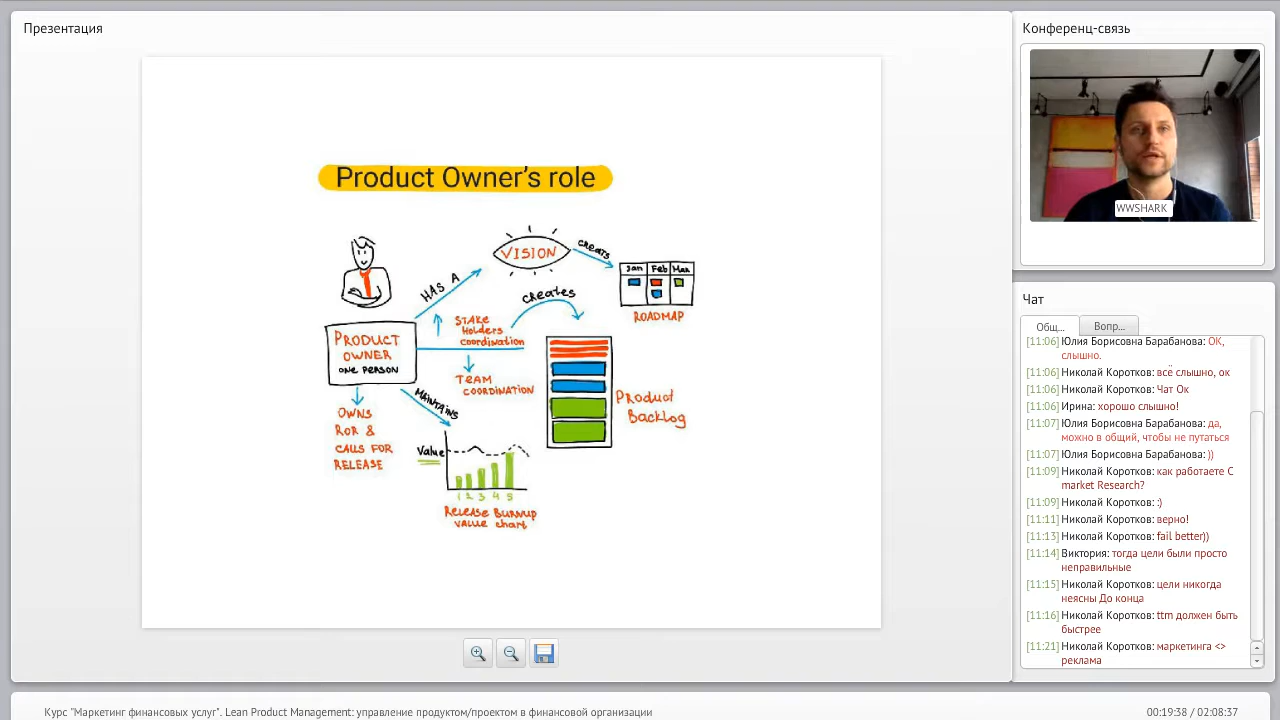 Презентация
Product Owner's role
VISION
CREATES
Jan Feb Mar
ROADMAP
HAS A
STAKE
HOLDERS
COORDINATION
CREATES
PRODUCT
OWNER
ONE PERSON
TEAM
COORDINATION
MAINTAINS
PRODUCT
BACKLOG
OWNS
ROR &
CALLS FOR
RELEASE
Value
1 2 3 4 5
RELEASE BURNUP
VALUE CHART
Конференц-связь
WWSHARK
Чат
Общ...
Вопр...
[11:06] Юлия Борисовна Барабанова: ОК,
слышно.
[11:06] Николай Коротков: всё слышно, ок
[11:06] Николай Коротков: Чат Ок
[11:06] Ирина: хорошо слышно!
[11:07] Юлия Борисовна Барабанова: да,
можно в общий, чтобы не путаться
[11:07] Юлия Борисовна Барабанова: ))
[11:09] Николай Коротков: как работаете С
market Research?
[11:09] Николай Коротков: :)
[11:11] Николай Коротков: верно!
[11:13] Николай Коротков: fail better))
[11:14] Виктория: тогда цели были просто
неправильные
[11:15] Николай Коротков: цели никогда
неясны До конца
[11:16] Николай Коротков: ttm должен быть
быстрее
[11:21] Николай Коротков: маркетинга <>
реклама
Курс "Маркетинг финансовых услуг". Lean Product Management: управление продуктом/проектом в финансовой организации
00:19:38 / 02:08:37